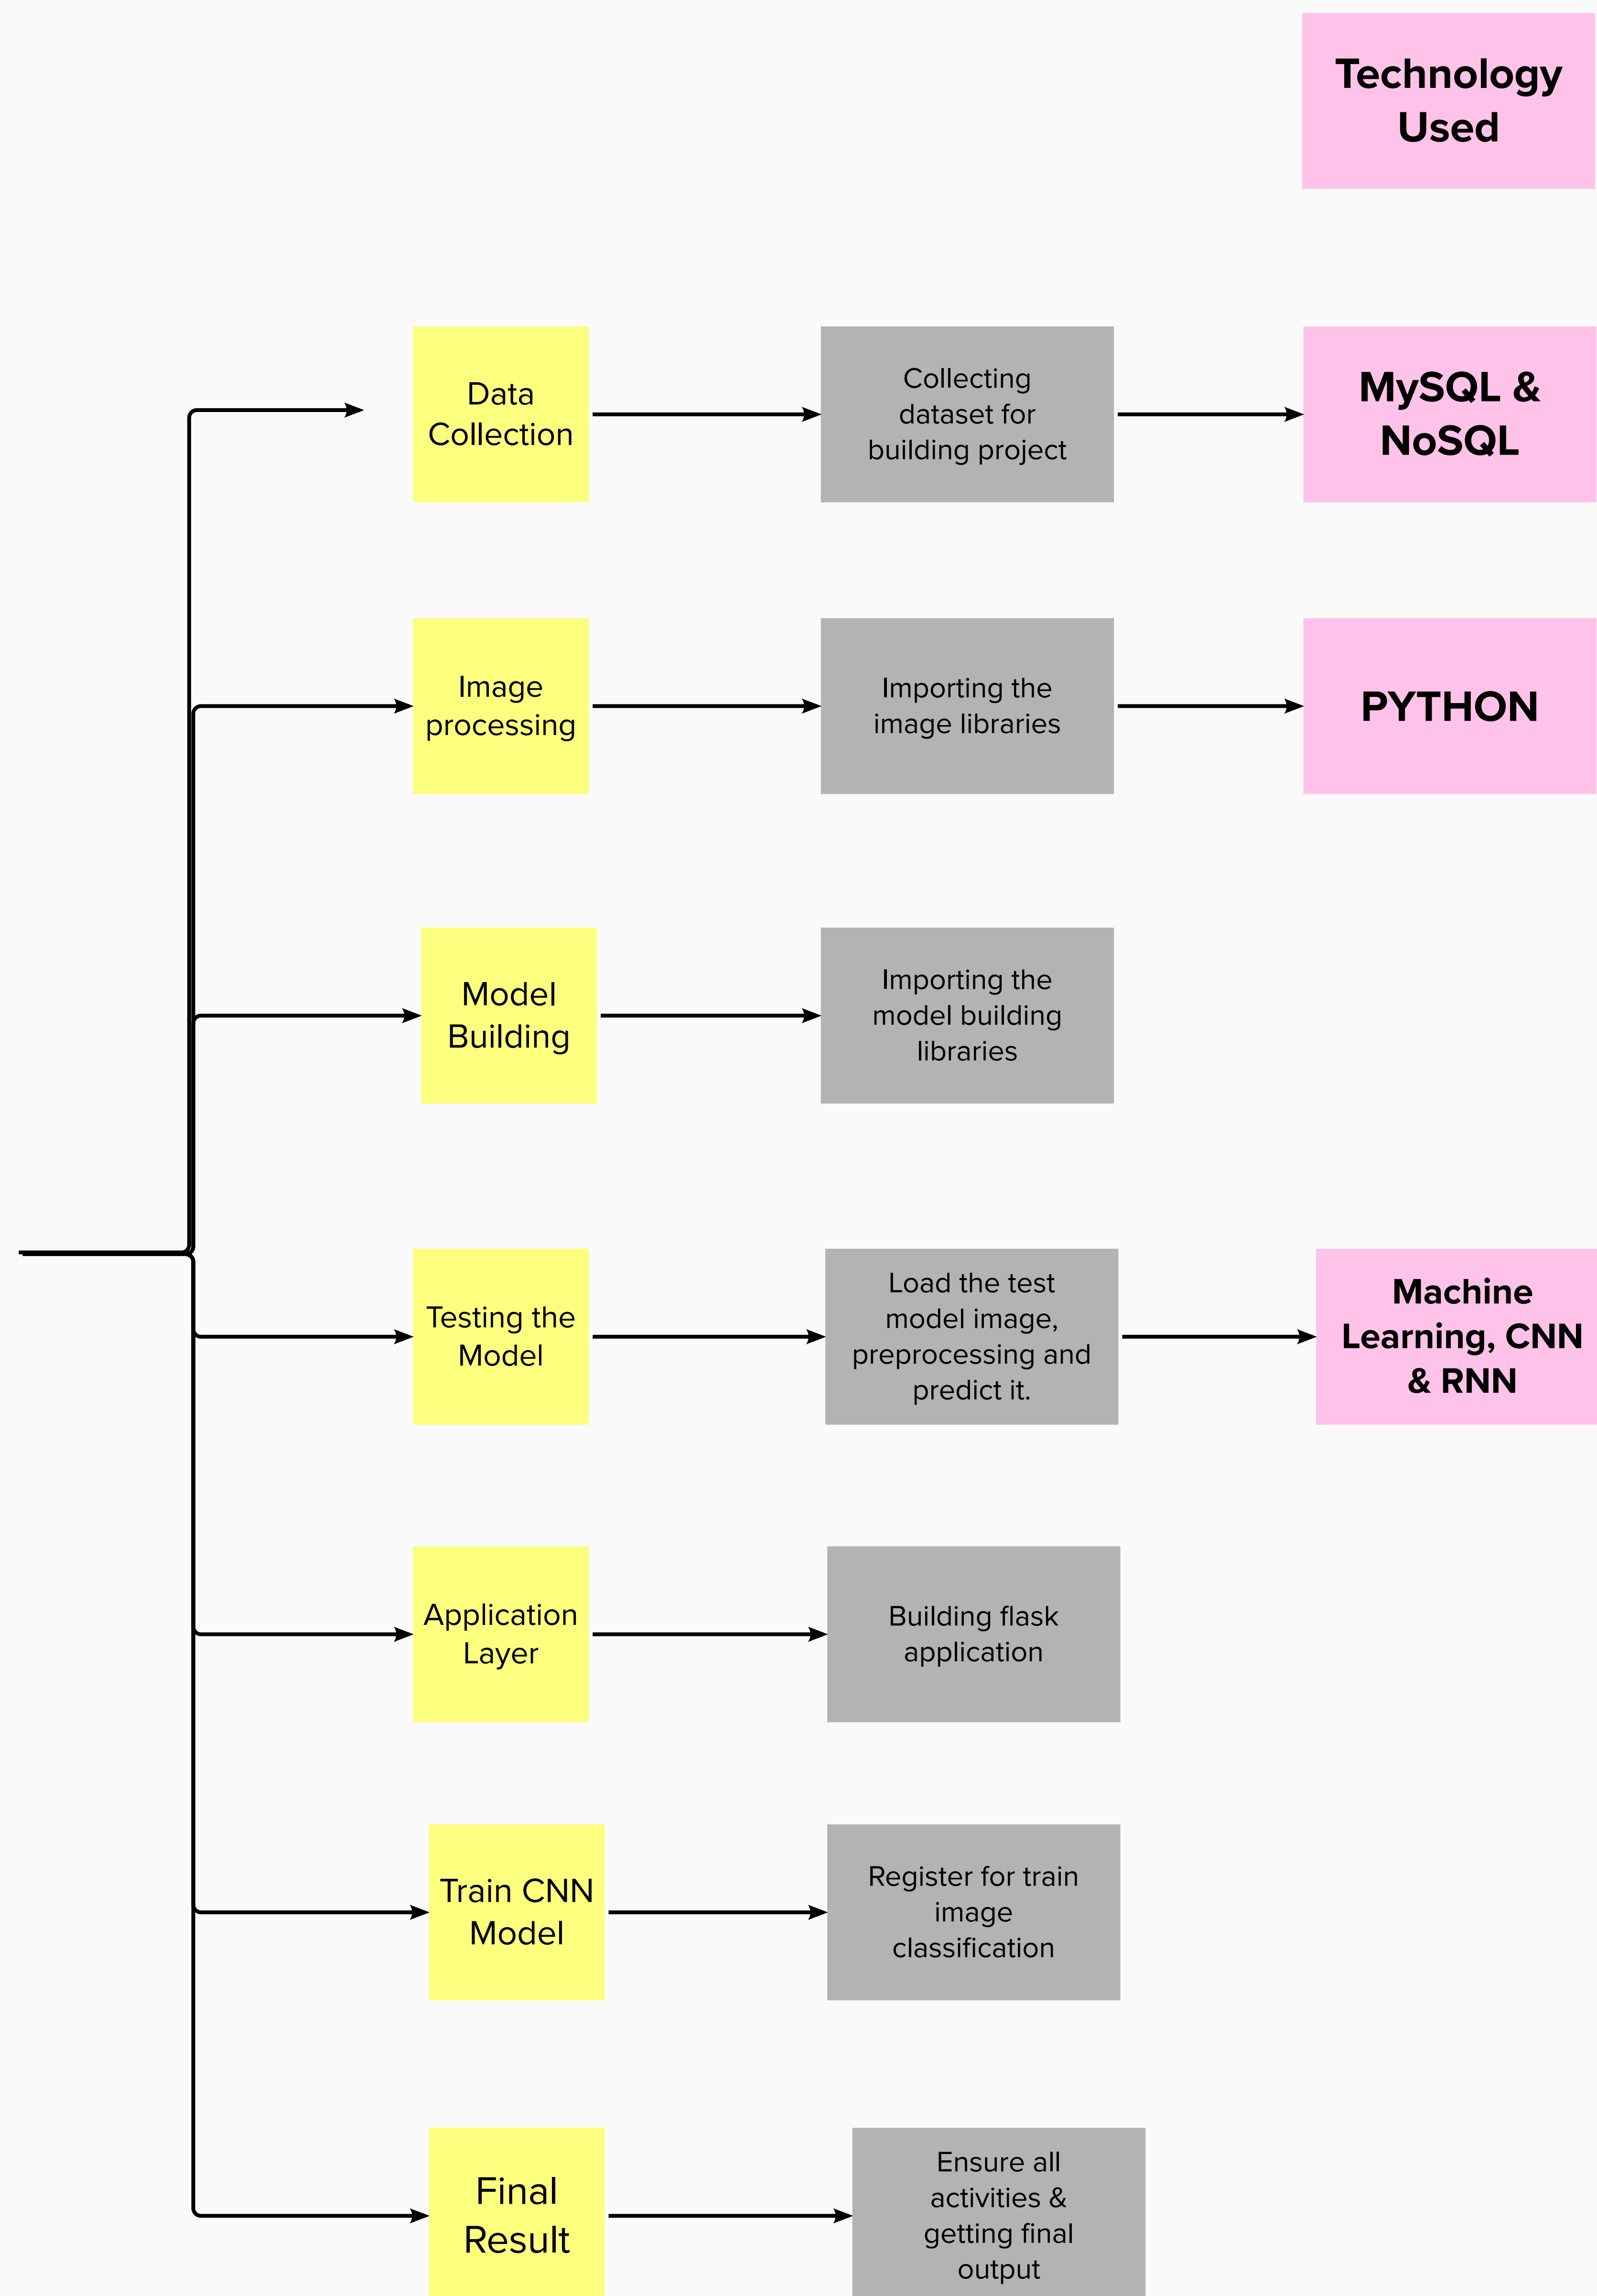 Technology
Used
Data
Collection
Collecting
dataset for
building project
MySQL &
NoSQL
Image
processing
Importing the
image libraries
PYTHON
Model
Building
Importing the
model building
libraries
Testing the
Model
Load the test
model image,
preprocessing and
predict it.
Machine
Learning, CNN
& RNN
Application
Layer
Building flask
application
Train CNN
Model
Register for train
image
classification
Final
Result
Ensure all
activities &
getting final
output